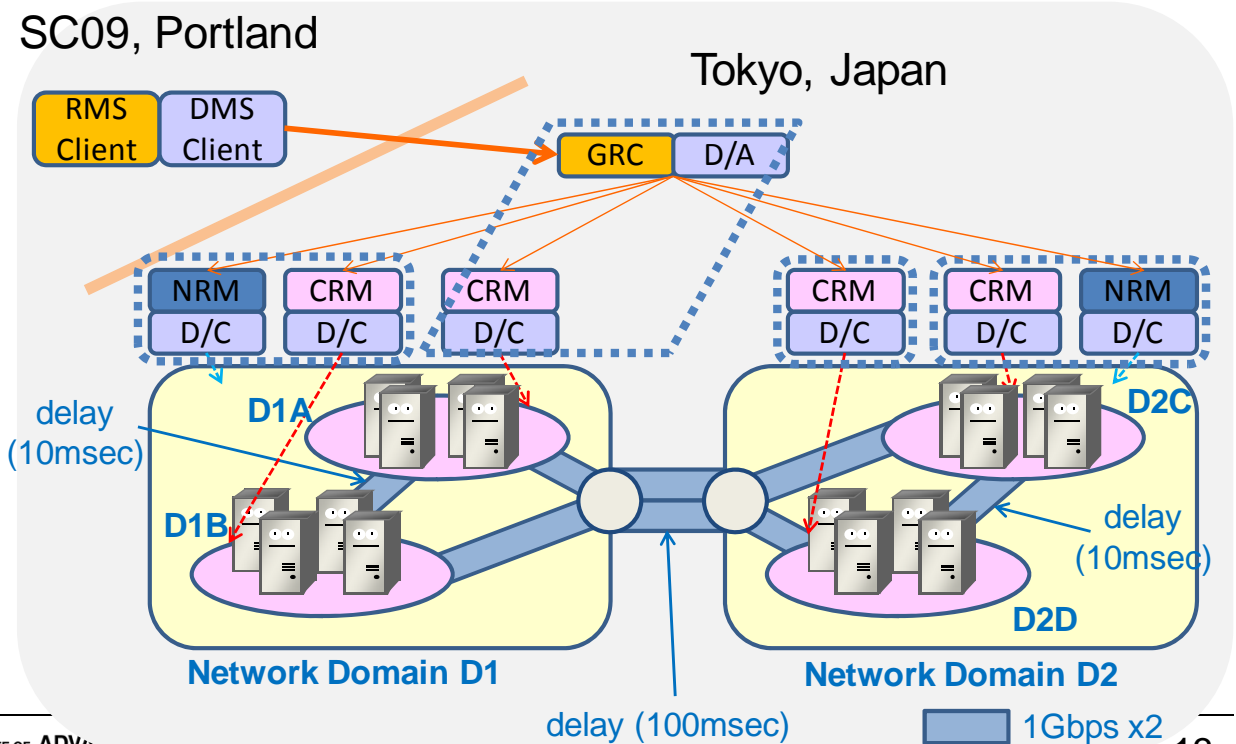 SC09, Portland
Tokyo, Japan
RMS
Client
DMS
Client
GRC
D/A
NRM
D/C
CRM
D/C
CRM
D/C
CRM
D/C
CRM
D/C
NRM
D/C
delay
(10msec)
D1A
D1B
D2C
delay
(10msec)
D2D
Network Domain D1
Network Domain D2
delay (100msec)
1Gbps x2